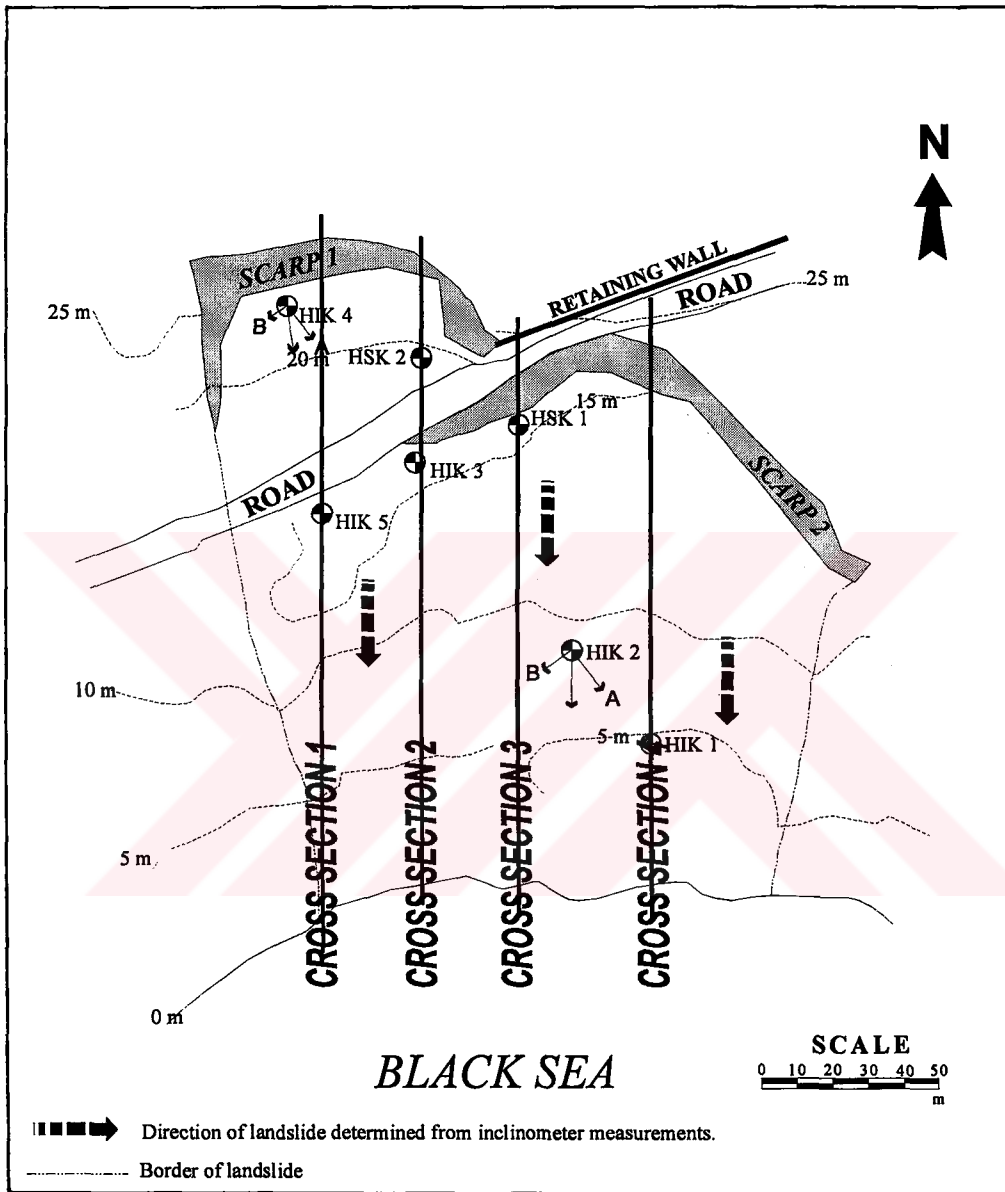 N
SCARP 1
RETAINING WALL
ROAD
25 m
25 m
HIK 4
B
20 m
HSK 2
15 m
HSK 1
HIK 3
SCARP 2
ROAD
HIK 5
HIK 2
B
A
10 m
5 m
HIK 1
CROSS SECTION 1
CROSS SECTION 2
CROSS SECTION 3
CROSS SECTION
5 m
0 m
BLACK SEA
SCALE
0 10 20 30 40 50
m
Direction of landslide determined from inclinometer measurements.
Border of landslide